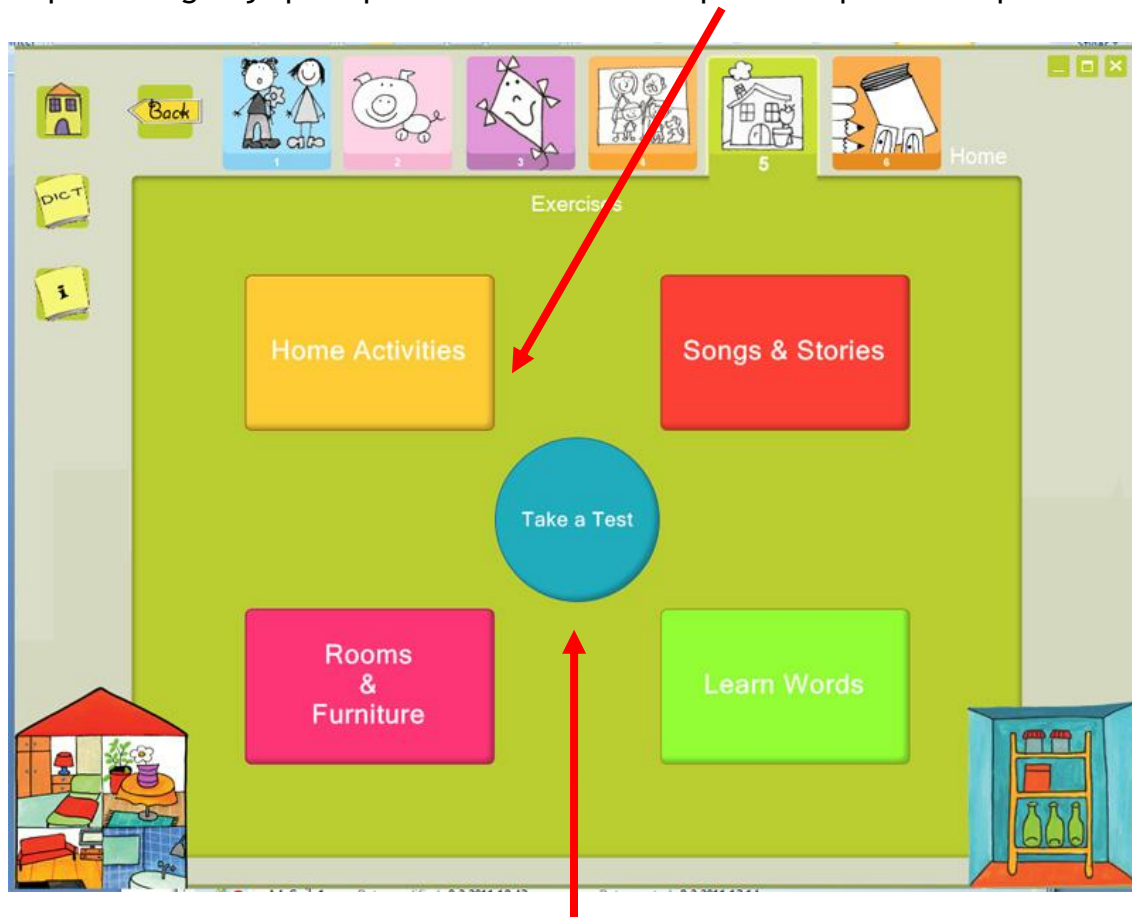 Back
1
2
3
4
5
6
Home
DICT
i
Exercises
Home Activities
Songs & Stories
Take a Test
Rooms
&
Furniture
Learn Words